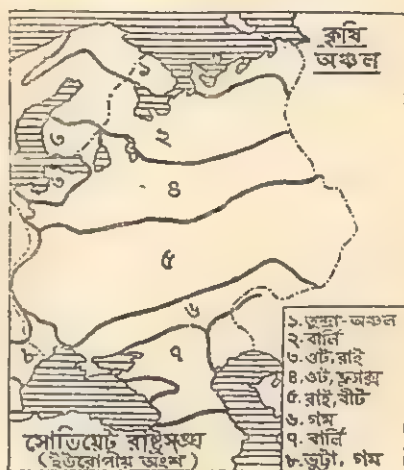 কৃষি
অঞ্চল
১
২
৩
৩
৪
৫
৬
৭
৮
১. তুন্দ্রা-অঞ্চল
২. বার্লি
৩. ওট, রাই
৪. ওট, ফ্ল্যাক্স
৫. রাই, বীট
৬. গম
৭. বার্লি
৮. ভুট্টা, গম
সোভিয়েট রাষ্ট্রসঙ্ঘ
(ইউরোপীয় অংশ)